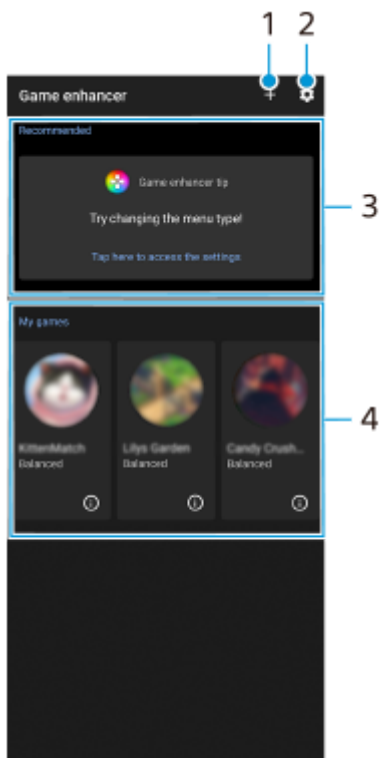 1 2
Game enhancer
Recommended
Game enhancer tip
Try changing the menu type!
Tap here to access the settings.
3
My games
KittenMatch Lilys Garden Candy Crush...
Balanced Balanced Balanced
4